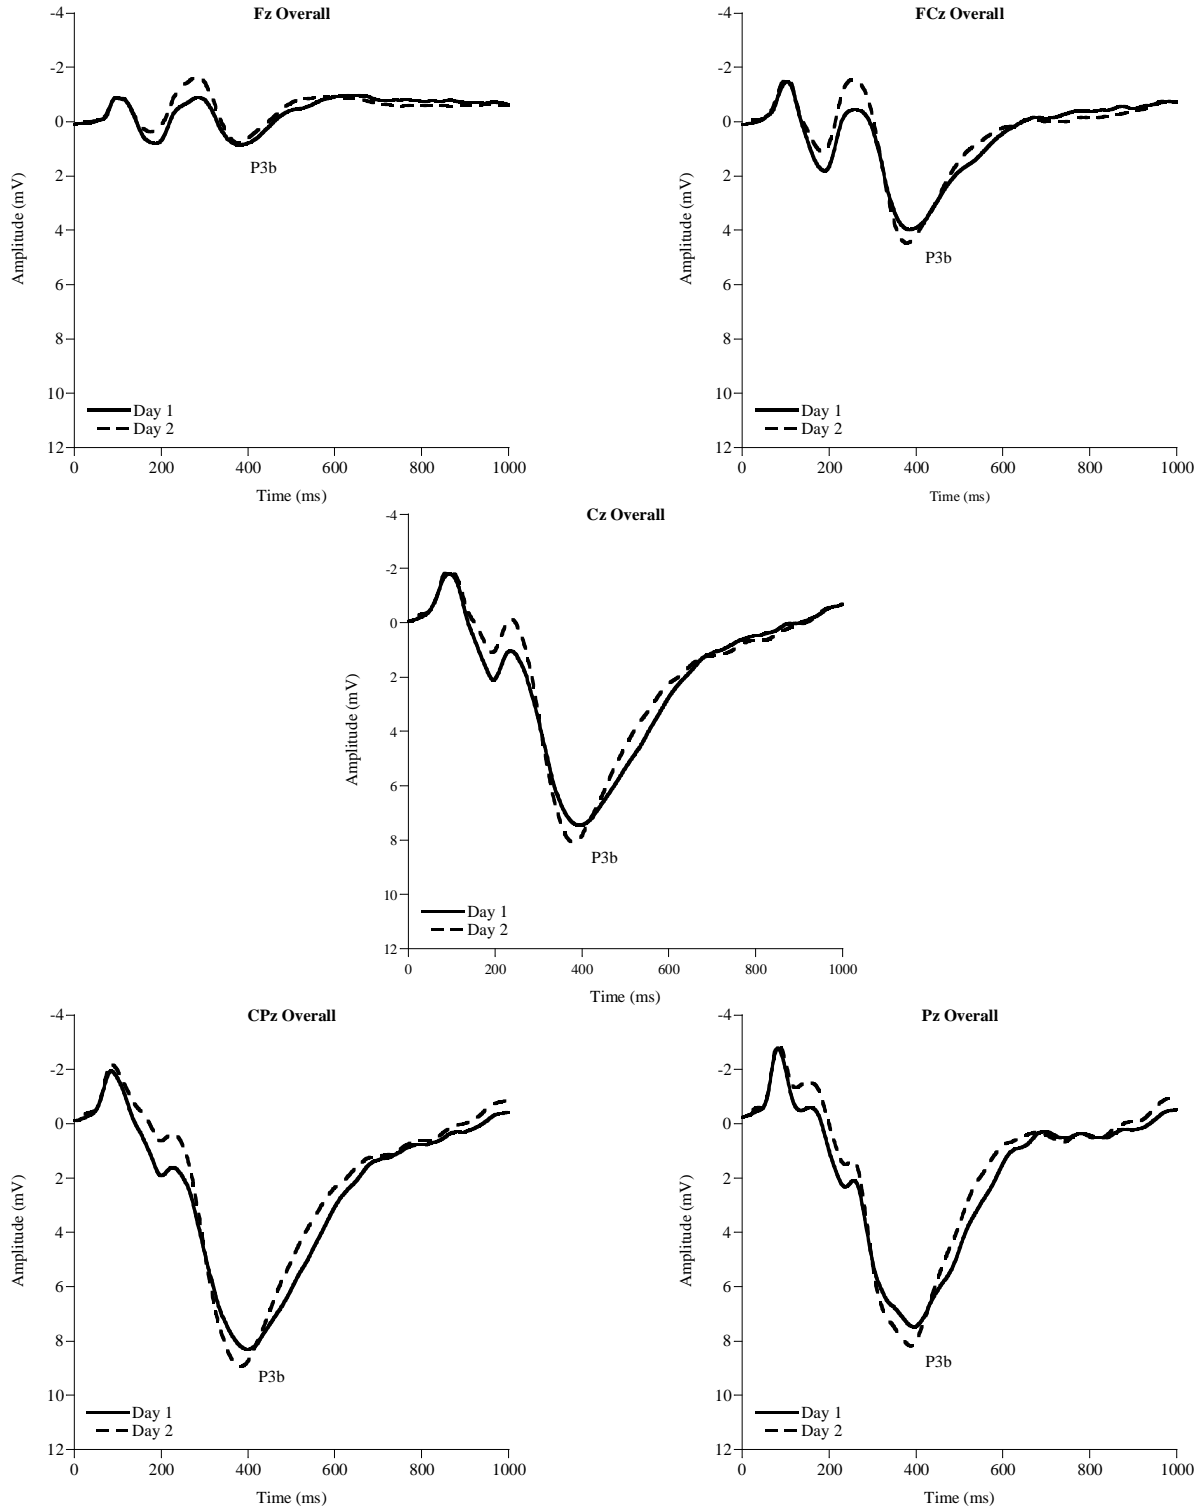 Fz Overall
-4
-2
0
2
4
6
8
10
12
Amplitude (mV)
P3b
Day 1
Day 2
0 200 400 600 800 1000
Time (ms)
FCz Overall
-4
-2
0
2
4
6
8
10
12
Amplitude (mV)
P3b
Day 1
Day 2
0 200 400 600 800 1000
Time (ms)
Cz Overall
-4
-2
0
2
4
6
8
10
12
Amplitude (mV)
P3b
Day 1
Day 2
0 200 400 600 800 1000
Time (ms)
CPz Overall
-4
-2
0
2
4
6
8
10
12
Amplitude (mV)
P3b
Day 1
Day 2
0 200 400 600 800 1000
Time (ms)
Pz Overall
-4
-2
0
2
4
6
8
10
12
Amplitude (mV)
P3b
Day 1
Day 2
0 200 400 600 800 1000
Time (ms)